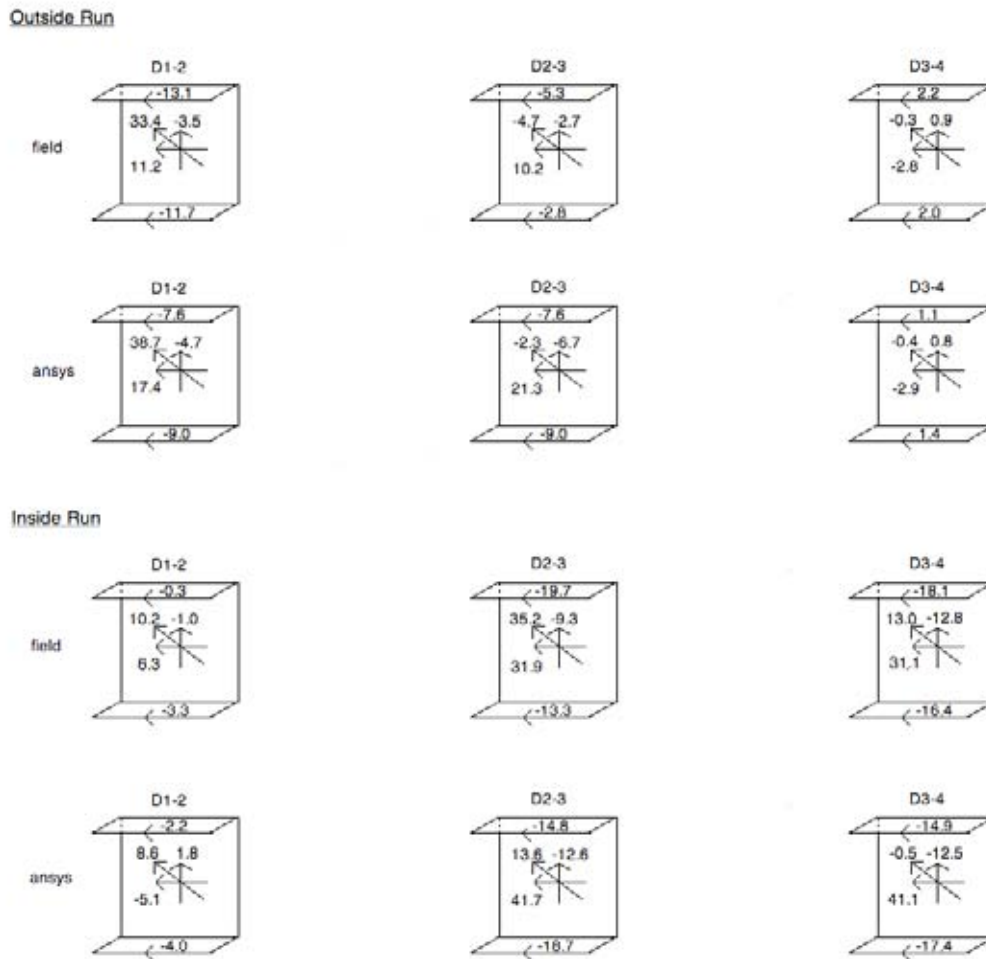 Outside Run
D1-2 D2-3 D3-4
-13.1 -5.3 2.2
33.4 -3.5 -4.7 -2.7 -0.3 0.9
field
11.2 10.2 -2.8
-11.7 -2.8 2.0
D1-2 D2-3 D3-4
-7.6 -7.6 1.1
38.7 -4.7 -2.3 -6.7 -0.4 0.8
ansys
17.4 21.3 -2.9
-9.0 -9.0 1.4
Inside Run
D1-2 D2-3 D3-4
-0.3 -19.7 -18.1
10.2 -1.0 35.2 -9.3 13.0 -12.8
field
6.3 31.9 31.1
-3.3 -13.3 -16.4
D1-2 D2-3 D3-4
-2.2 -14.8 -14.9
8.6 1.8 13.6 -12.6 -0.5 -12.5
ansys
-5.1 41.7 41.1
-4.0 -18.7 -17.4